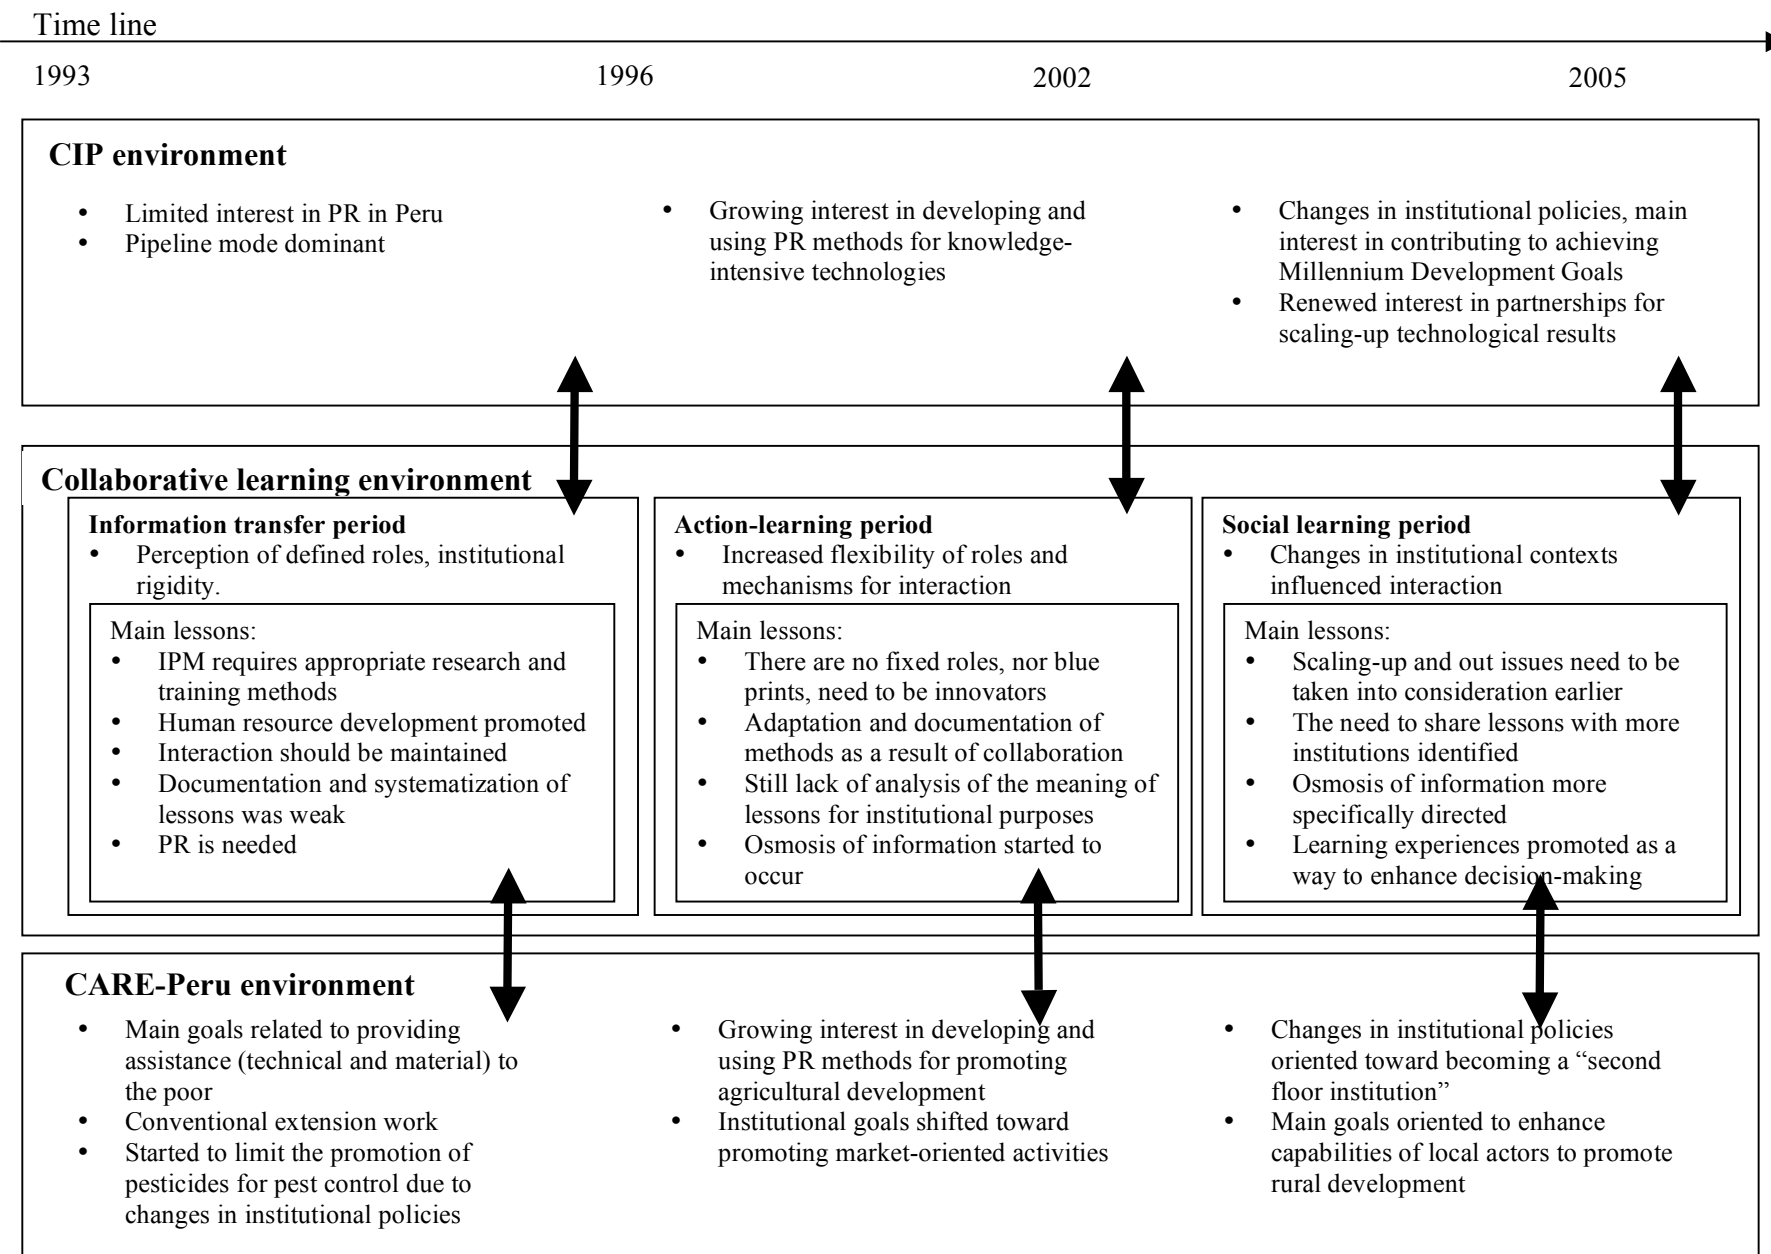 Time line
1993
1996
2002
2005
CIP environment
• Limited interest in PR in Peru
• Pipeline mode dominant
• Growing interest in developing and
using PR methods for knowledge-
intensive technologies
• Changes in institutional policies, main
interest in contributing to achieving
Millennium Development Goals
• Renewed interest in partnerships for
scaling-up technological results
Collaborative learning environment
Information transfer period
• Perception of defined roles, institutional
rigidity.
Main lessons:
• IPM requires appropriate research and
training methods
• Human resource development promoted
• Interaction should be maintained
• Documentation and systematization of
lessons was weak
• PR is needed
Action-learning period
• Increased flexibility of roles and
mechanisms for interaction
Main lessons:
• There are no fixed roles, nor blue
prints, need to be innovators
• Adaptation and documentation of
methods as a result of collaboration
• Still lack of analysis of the meaning of
lessons for institutional purposes
• Osmosis of information started to
occur
Social learning period
• Changes in institutional contexts
influenced interaction
Main lessons:
• Scaling-up and out issues need to be
taken into consideration earlier
• The need to share lessons with more
institutions identified
• Osmosis of information more
specifically directed
• Learning experiences promoted as a
way to enhance decision-making
CARE-Peru environment
• Main goals related to providing
assistance (technical and material) to
the poor
• Conventional extension work
• Started to limit the promotion of
pesticides for pest control due to
changes in institutional policies
• Growing interest in developing and
using PR methods for promoting
agricultural development
• Institutional goals shifted toward
promoting market-oriented activities
• Changes in institutional policies
oriented toward becoming a “second
floor institution”
• Main goals oriented to enhance
capabilities of local actors to promote
rural development